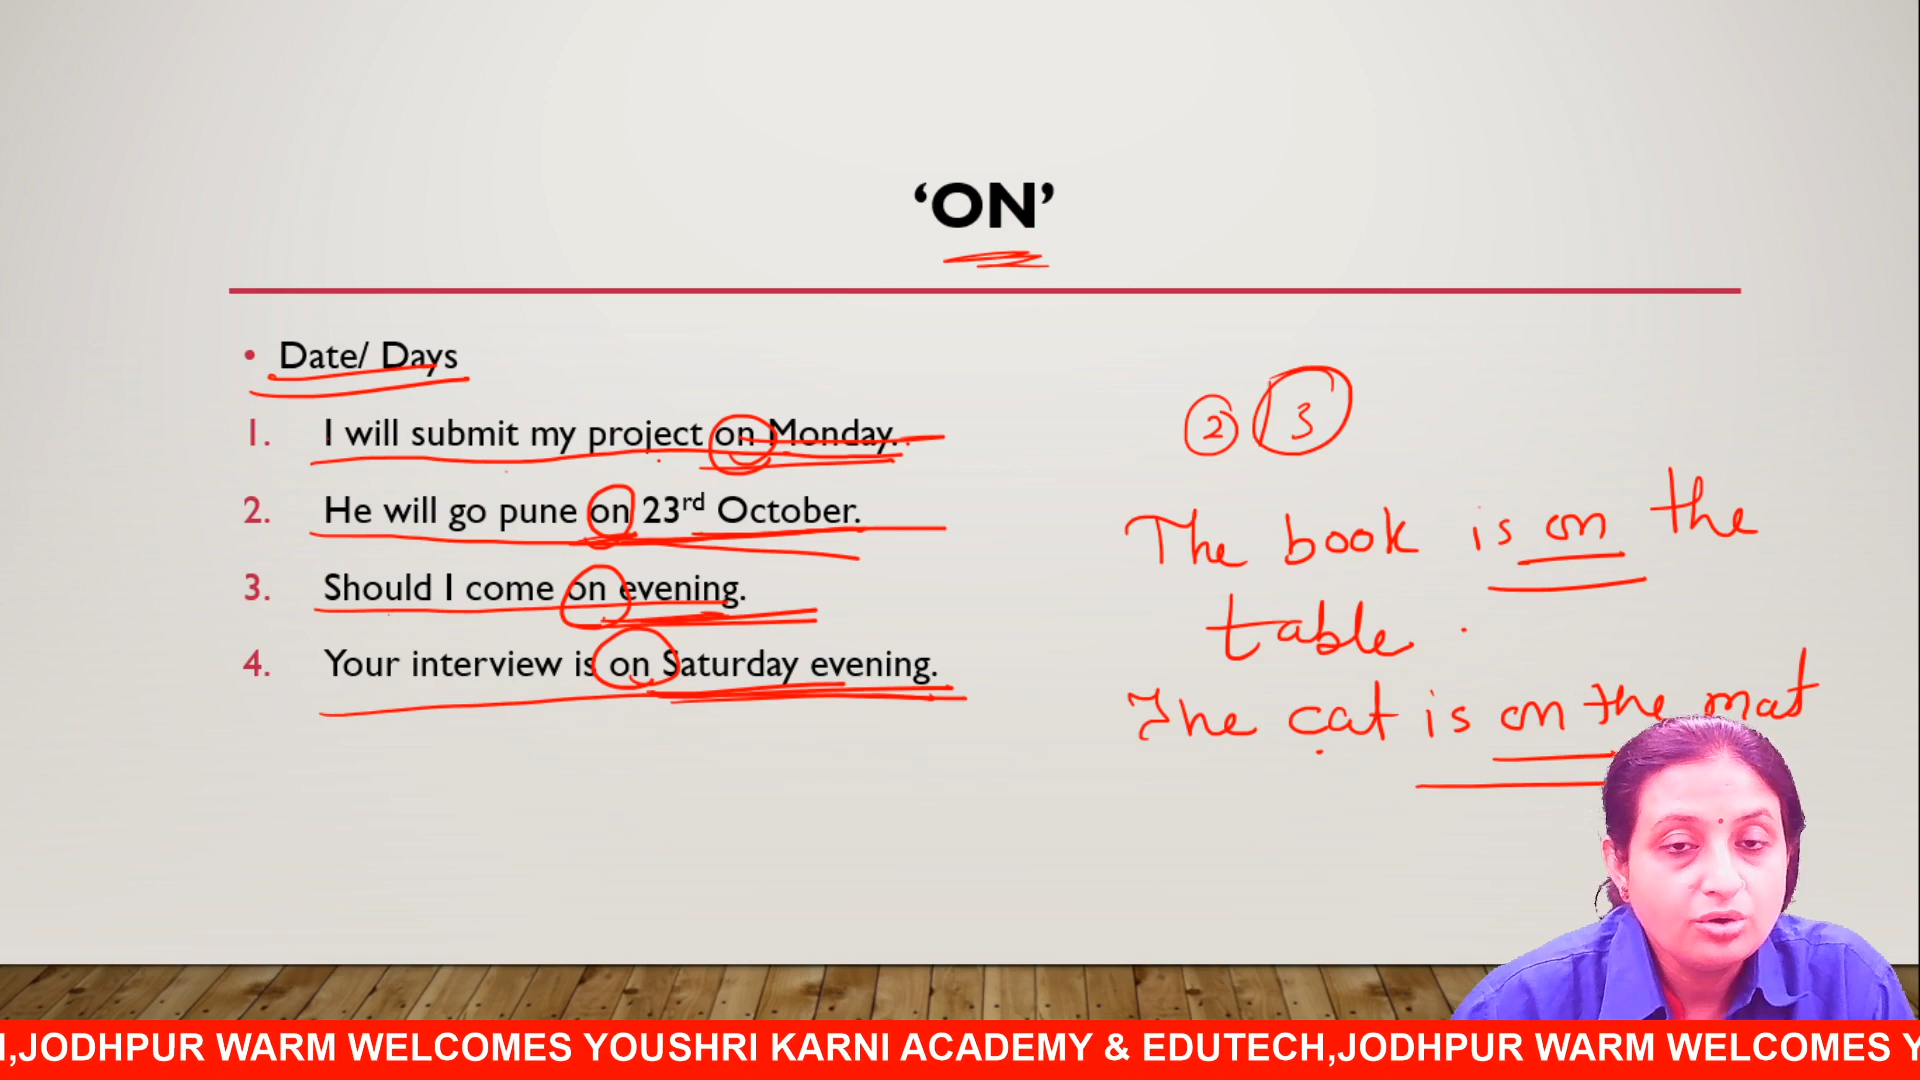 ‘ON’
• Date/ Days
1. I will submit my project on Monday.
2. He will go pune on 23rd October.
3. Should I come on evening.
4. Your interview is on Saturday evening.
2 3
The book is on the
table .
The cat is on the mat
,JODHPUR WARM WELCOMES YOUSHRI KARNI ACADEMY & EDUTECH,JODHPUR WARM WELCOMES Y